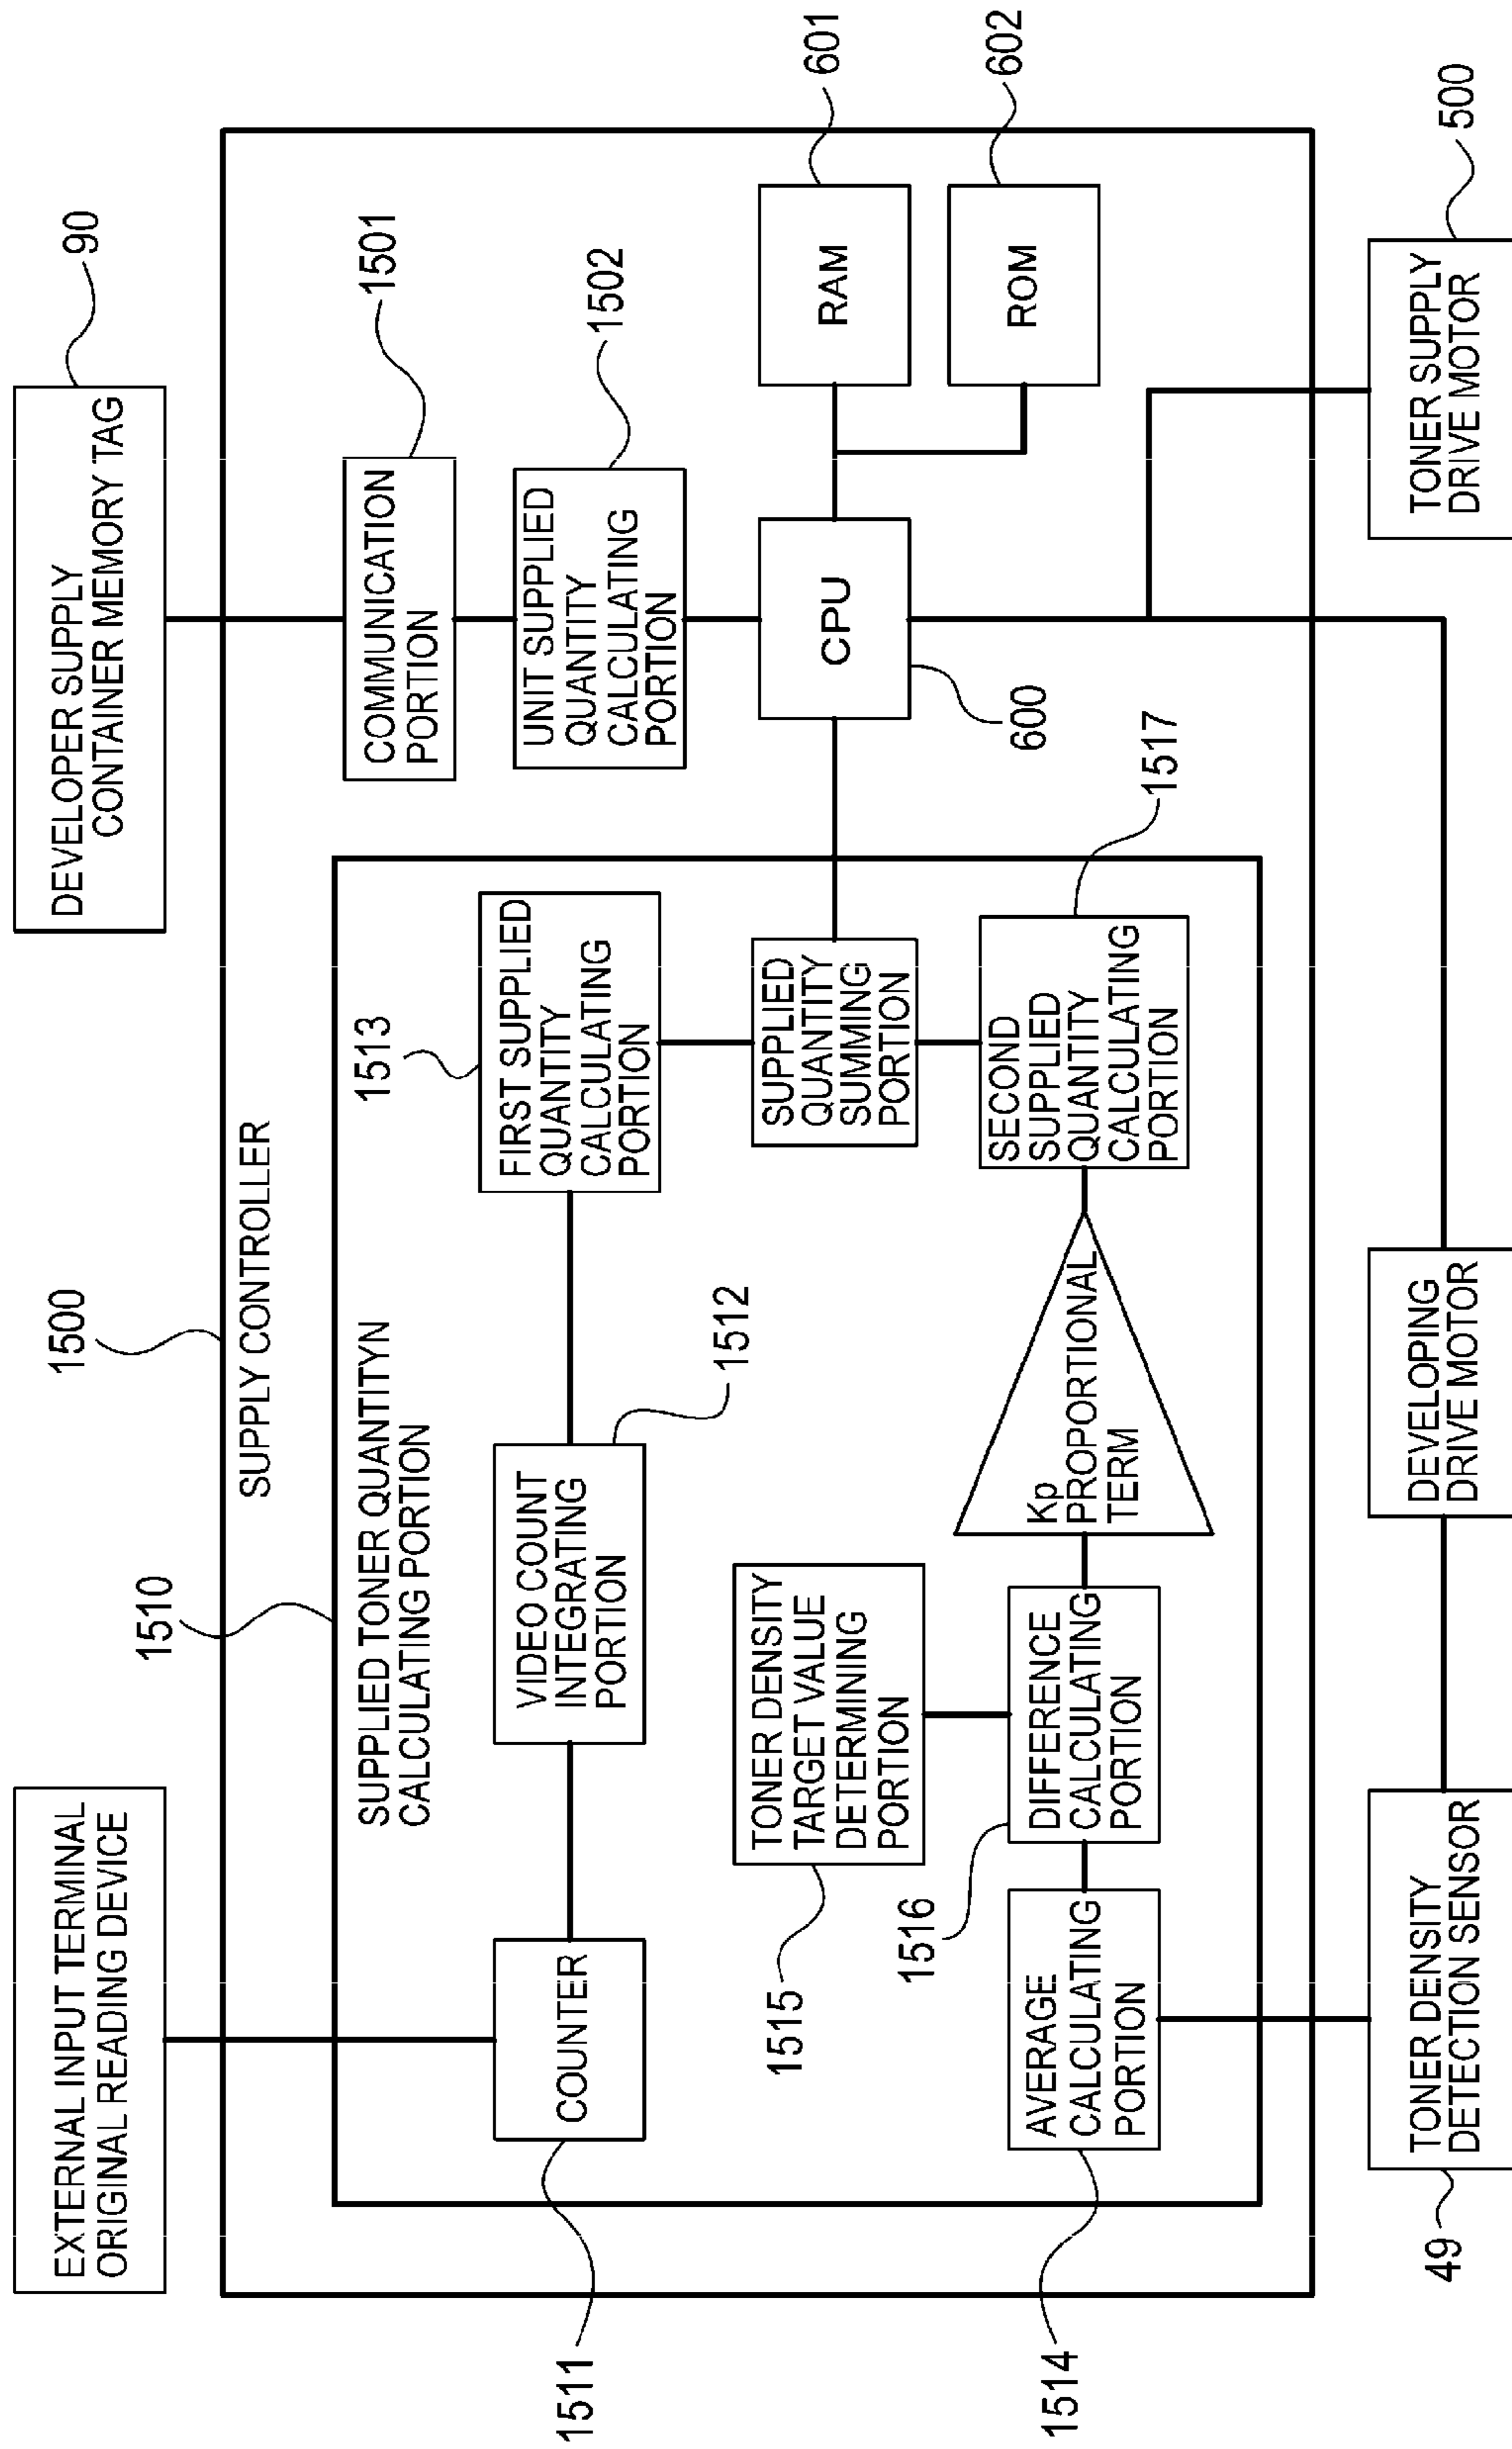 EXTERNAL INPUT TERMINAL
ORIGINAL READING DEVICE
1500
DEVELOPER SUPPLY
CONTAINER MEMORY TAG
90
SUPPLY CONTROLLER
1510
SUPPLIED TONER QUANTITYN
CALCULATING PORTION
1511
COUNTER
VIDEO COUNT
INTEGRATING
PORTION
1512
1513
FIRST SUPPLIED
QUANTITY
CALCULATING
PORTION
COMMUNICATION
PORTION
1501
UNIT SUPPLIED
QUANTITY
CALCULATING
PORTION
1502
SUPPLIED
QUANTITY
SUMMING
PORTION
CPU
600
RAM
601
ROM
602
1515
TONER DENSITY
TARGET VALUE
DETERMINING
PORTION
1514
AVERAGE
CALCULATING
PORTION
1516
DIFFERENCE
CALCULATING
PORTION
Kp
PROPORTIONAL
TERM
SECOND
SUPPLIED
QUANTITY
CALCULATING
PORTION
1517
49
TONER DENSITY
DETECTION SENSOR
DEVELOPING
DRIVE MOTOR
TONER SUPPLY
DRIVE MOTOR
500